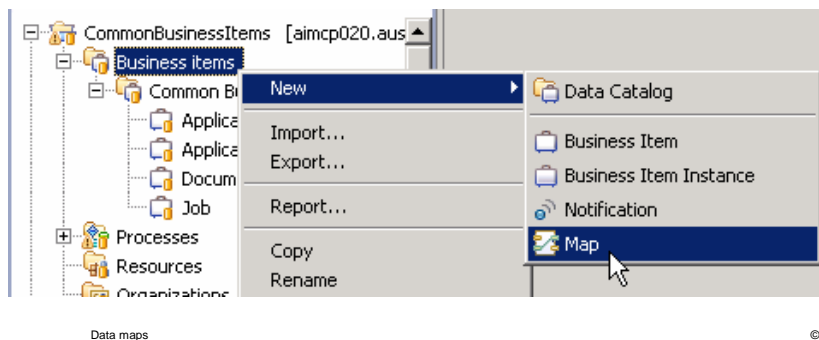 CommonBusinessItems [aimcp020.aus
Business items
New
Data Catalog
Common B
Applica
Import...
Business Item
Applica
Export...
Business Item Instance
Docum
Job
Report...
Notification
Processes
Copy
Map
Resources
Rename
Organizations
Data maps
©